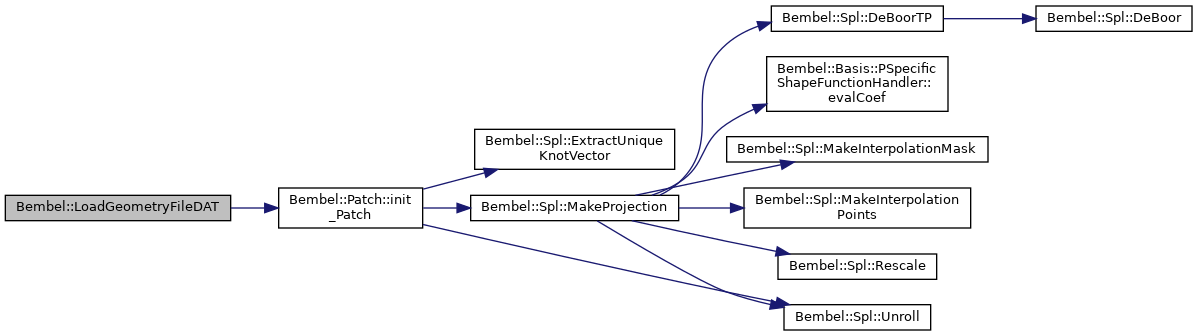 Bembel::LoadGeometryFileDAT
Bembel::Patch::init
_Patch
Bembel::Spl::ExtractUnique
KnotVector
Bembel::Spl::MakeProjection
Bembel::Spl::DeBoorTP
Bembel::Spl::DeBoor
Bembel::Basis::PSpecific
ShapeFunctionHandler::
evalCoef
Bembel::Spl::MakeInterpolationMask
Bembel::Spl::MakeInterpolation
Points
Bembel::Spl::Rescale
Bembel::Spl::Unroll